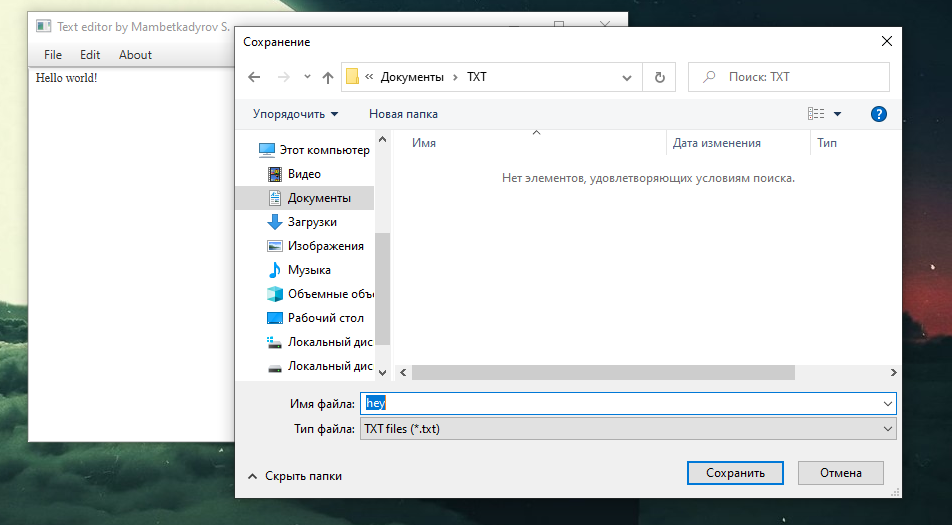 Text editor by Mambetkadyrov S.
File Edit About
Hello world!
Сохранение
« Документы › TXT
Поиск: TXT
Упорядочить
Новая папка
?
Этот компьютер
Видео
Документы
Загрузки
Изображения
Музыка
Объемные объ
Рабочий стол
Локальный дис
Локальный дис
Имя Дата изменения Тип
Нет элементов, удовлетворяющих условиям поиска.
Имя файла: hey
Тип файла: TXT files (*.txt)
Скрыть папки
Сохранить Отмена